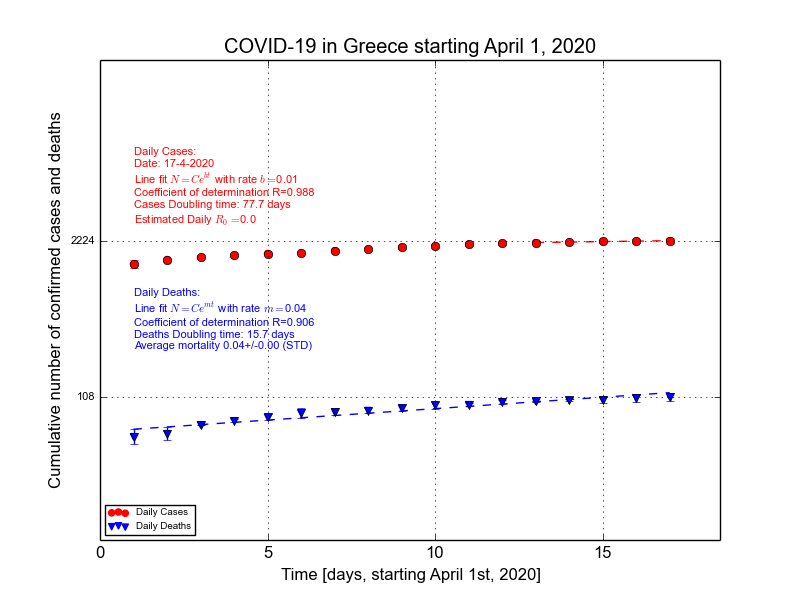 COVID-19 in Greece starting April 1, 2020
Cumulative number of confirmed cases and deaths
Daily Cases:
Date: 17-4-2020
Line fit N = Ce^{bt} with rate b =0.01
Coefficient of determination R=0.988
Cases Doubling time: 77.7 days
Estimated Daily R_0 =0.0
2224
Daily Deaths:
Line fit N = Ce^{mt} with rate m =0.04
Coefficient of determination R=0.906
Deaths Doubling time: 15.7 days
Average mortality 0.04+/-0.00 (STD)
108
Daily Cases
Daily Deaths
0 5 10 15
Time [days, starting April 1st, 2020]